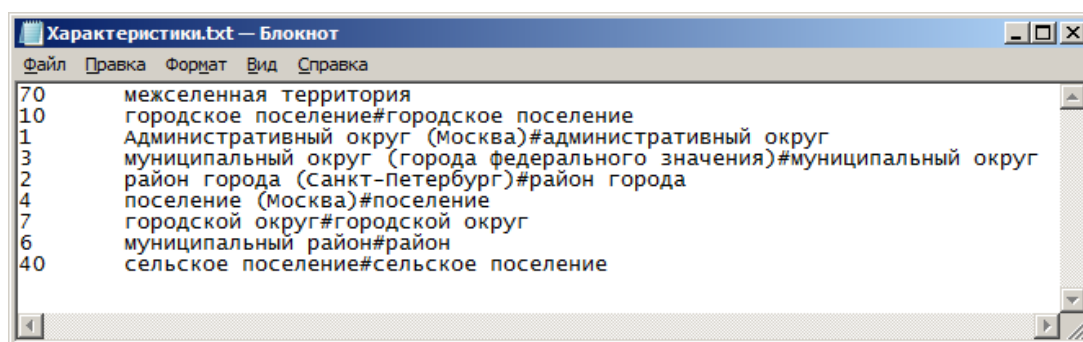 Характеристики.txt — Блокнот
Файл Правка Формат Вид Справка
70 межселенная территория
10 городское поселение#городское поселение
1 Административный округ (Москва)#административный округ
3 муниципальный округ (города федерального значения)#муниципальный округ
2 район города (Санкт-Петербург)#район города
4 поселение (Москва)#поселение
7 городской округ#городской округ
6 муниципальный район#район
40 сельское поселение#сельское поселение